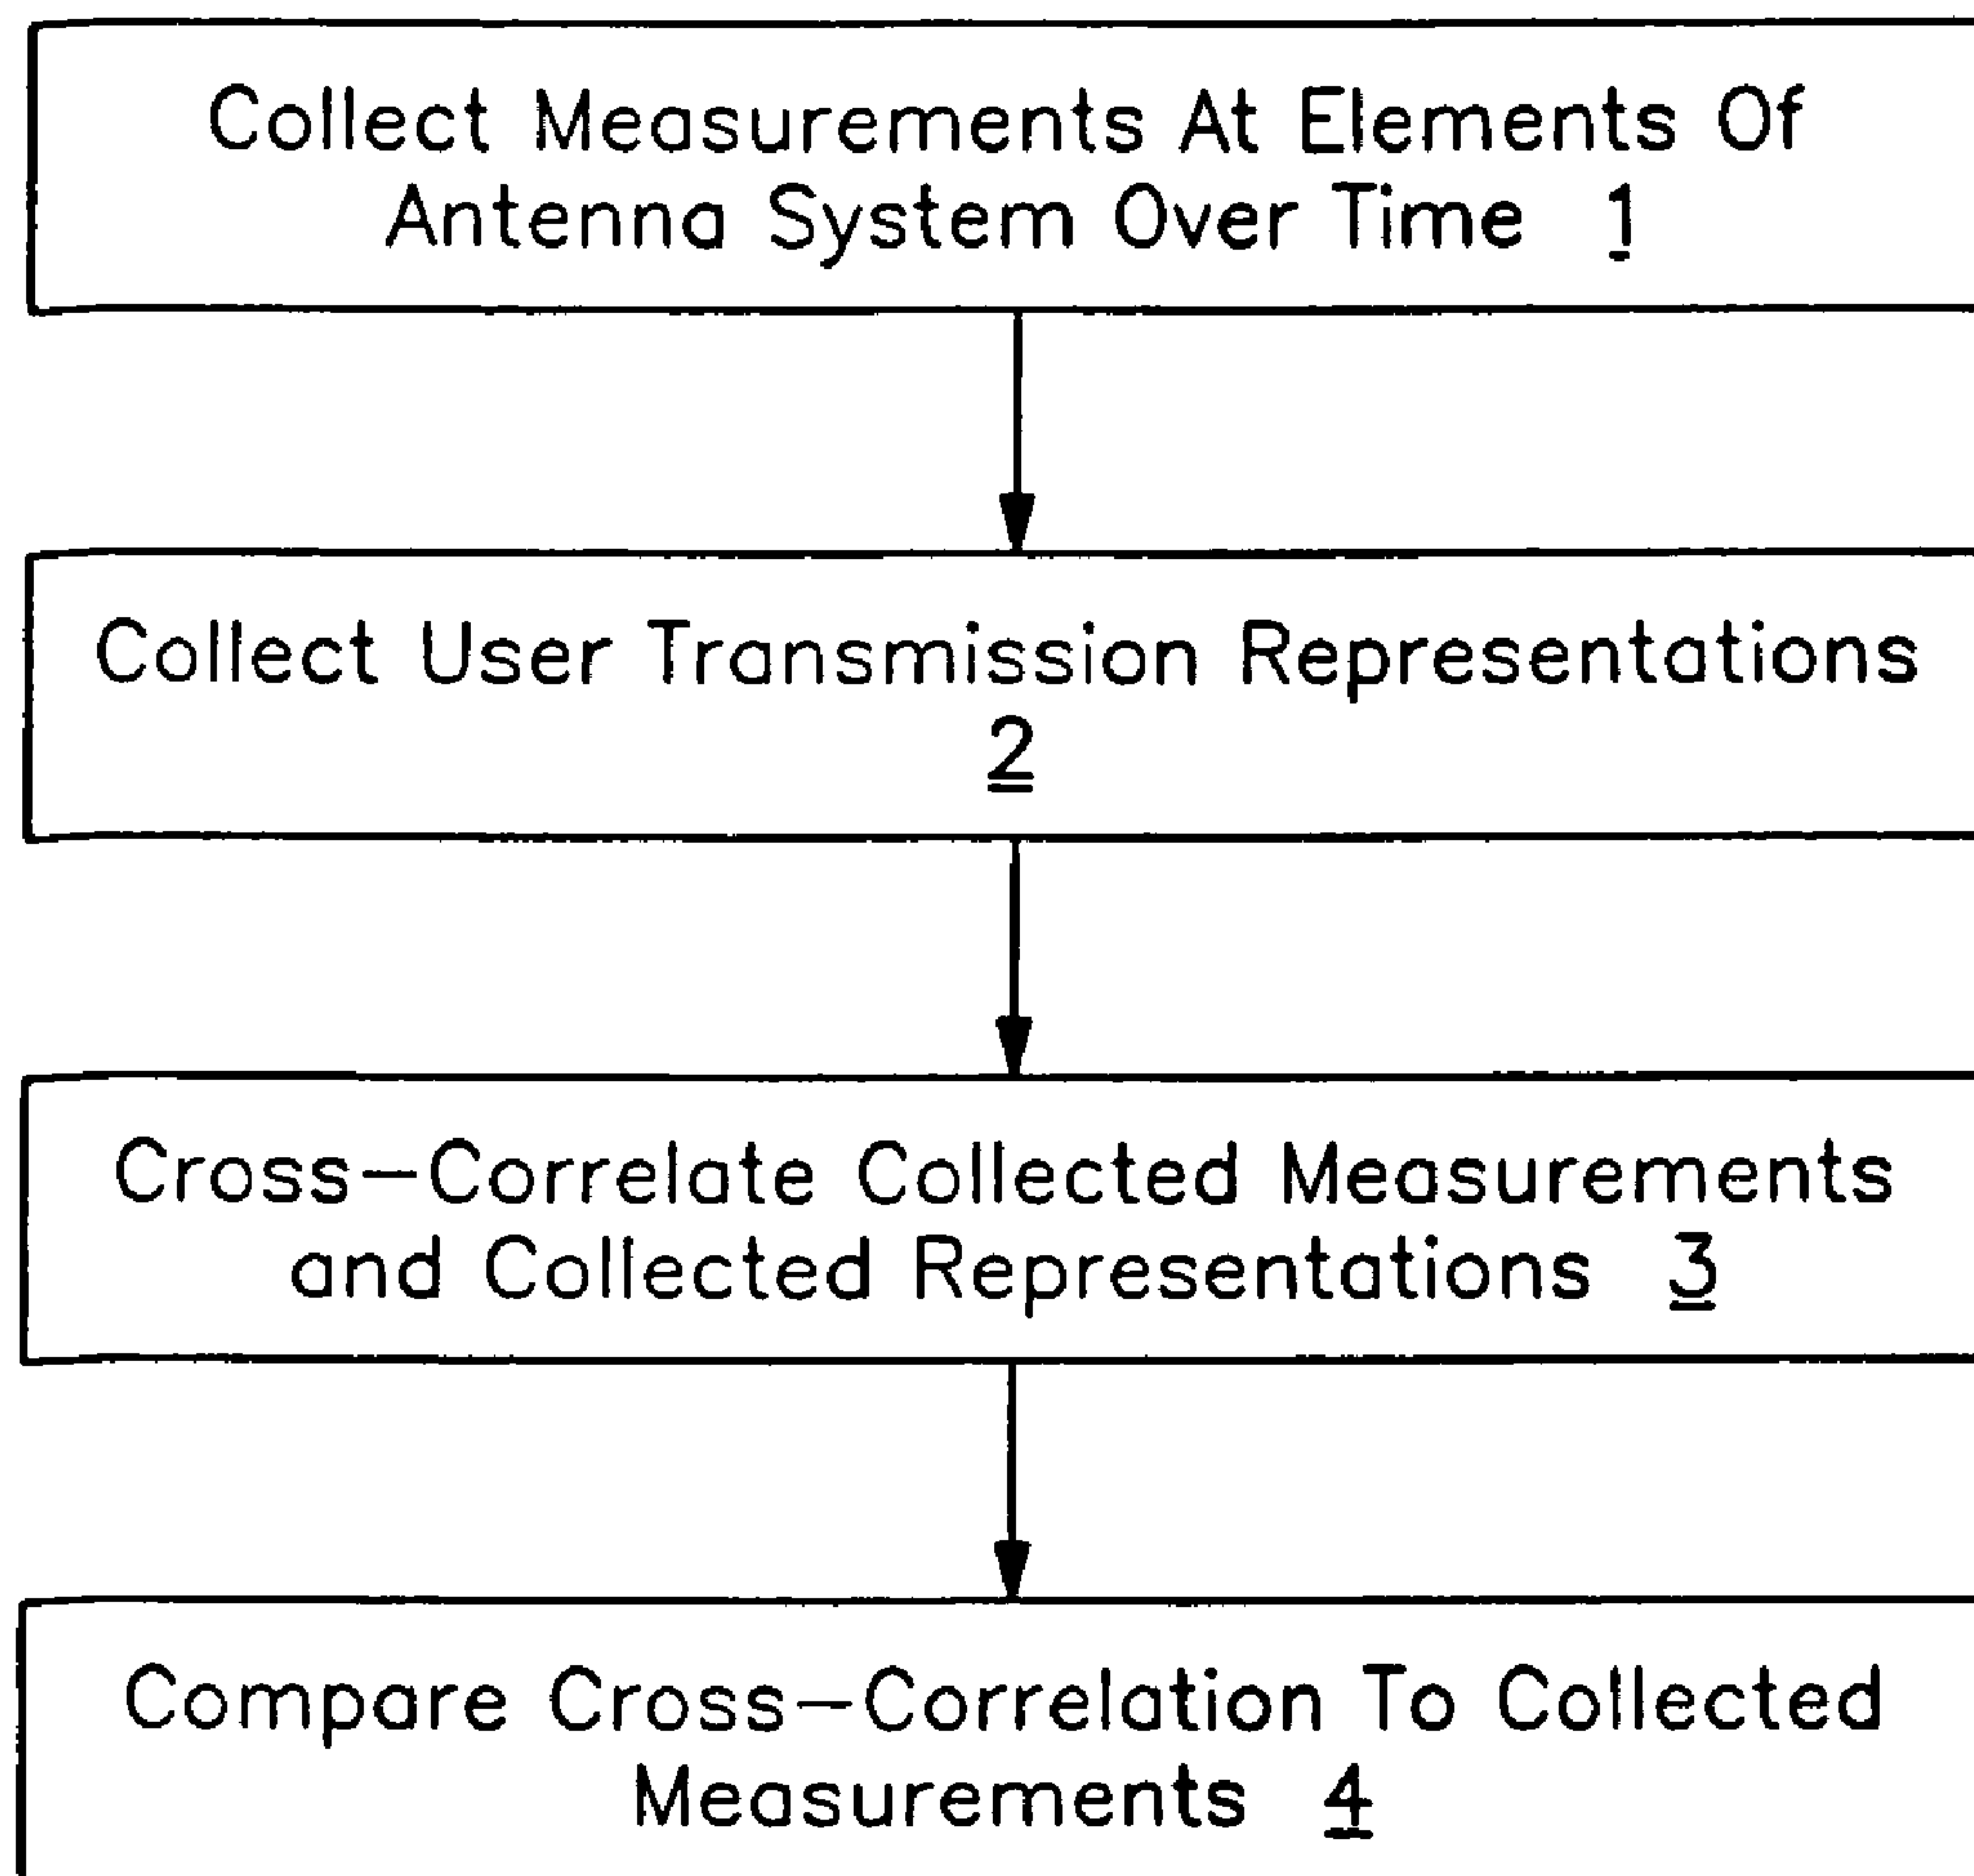 Collect Measurements At Elements Of
Antenna System Over Time 1
Collect User Transmission Representations
2
Cross-Correlate Collected Measurements
and Collected Representations 3
Compare Cross-Correlation To Collected
Measurements 4